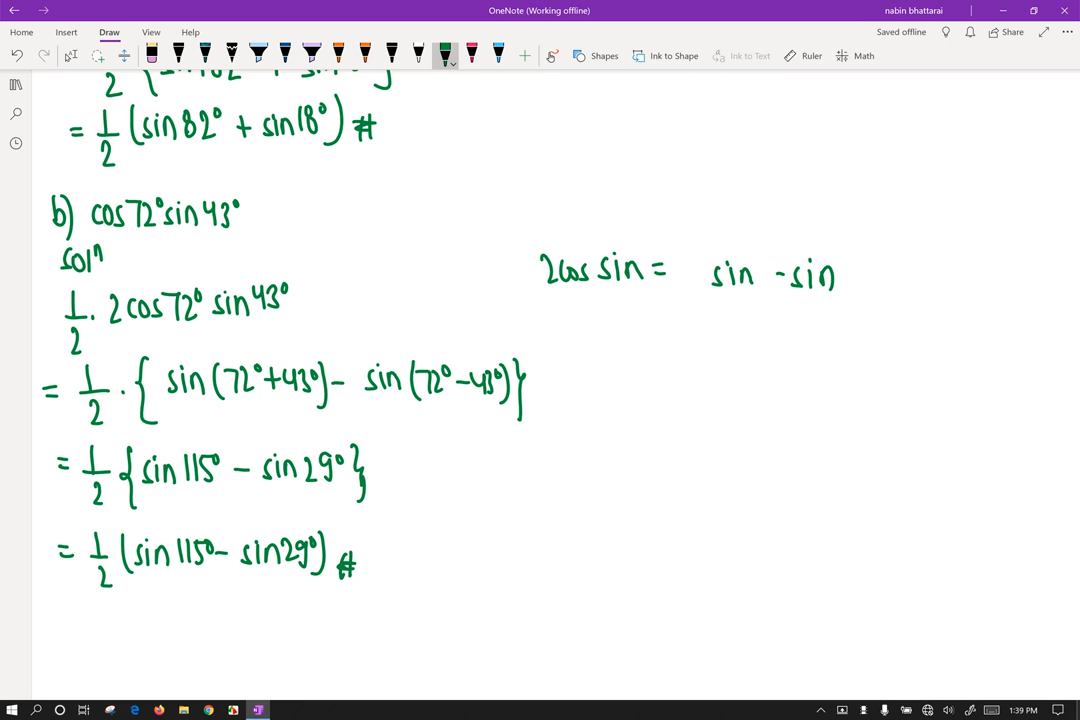 OneNote (Working offline)
nabin bhattarai
Home Insert Draw View Help
Saved offline
Share
Shapes
Ink to Shape
Ink to Text
Ruler
Math
2
= 1/2 (sin 82° + sin 18°) #
b) cos 72° sin 43°
solⁿ
1/2 . 2 cos 72° sin 43°
2cos sin = sin - sin
= 1/2 . { sin (72° + 43°) - sin (72° - 43°) }
= 1/2 { sin 115° - sin 29° }
= 1/2 (sin 115° - sin 29°) #
1:39 PM